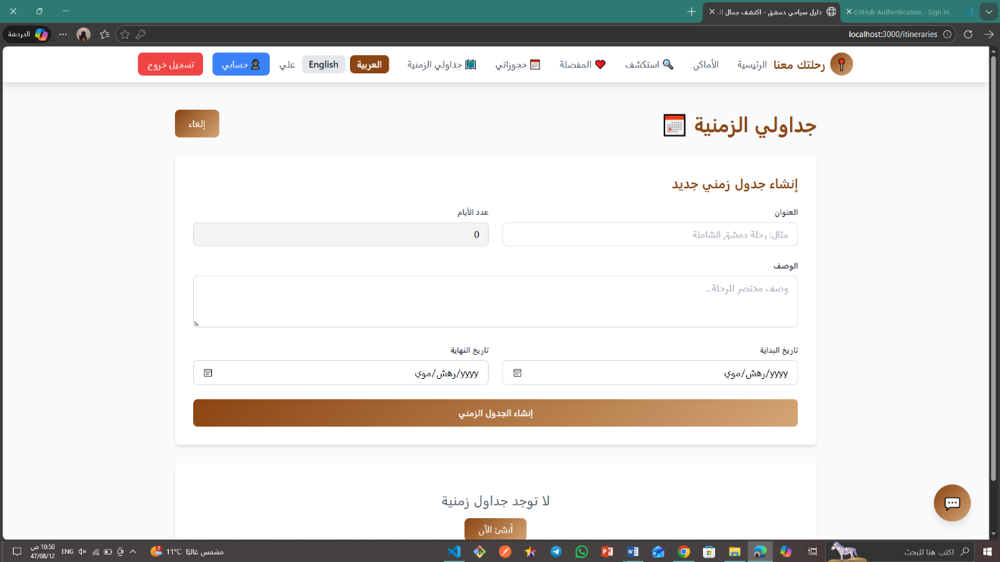 دليل سياحي دمشق - اكتشف جمال ال
GitHub Authentication - Sign In
localhost:3000/itineraries
الدردشة
رحلتك معنا
الرئيسية
الأماكن
استكشف
المفضلة
حجوزاتي
جداولي الزمنية
العربية
English
علي
حسابي
تسجيل خروج
جداولي الزمنية
إلغاء
إنشاء جدول زمني جديد
العنوان
عدد الأيام
مثال: رحلة دمشق الشاملة
0
الوصف
وصف مختصر للرحلة...
تاريخ البداية
تاريخ النهاية
yyyy/رهش/موي
yyyy/رهش/موي
إنشاء الجدول الزمني
لا توجد جداول زمنية
أنشئ الآن
اكتب هنا للبحث
2
11°C مشمس غالبًا
ENG
10:50 ص
47/08/12